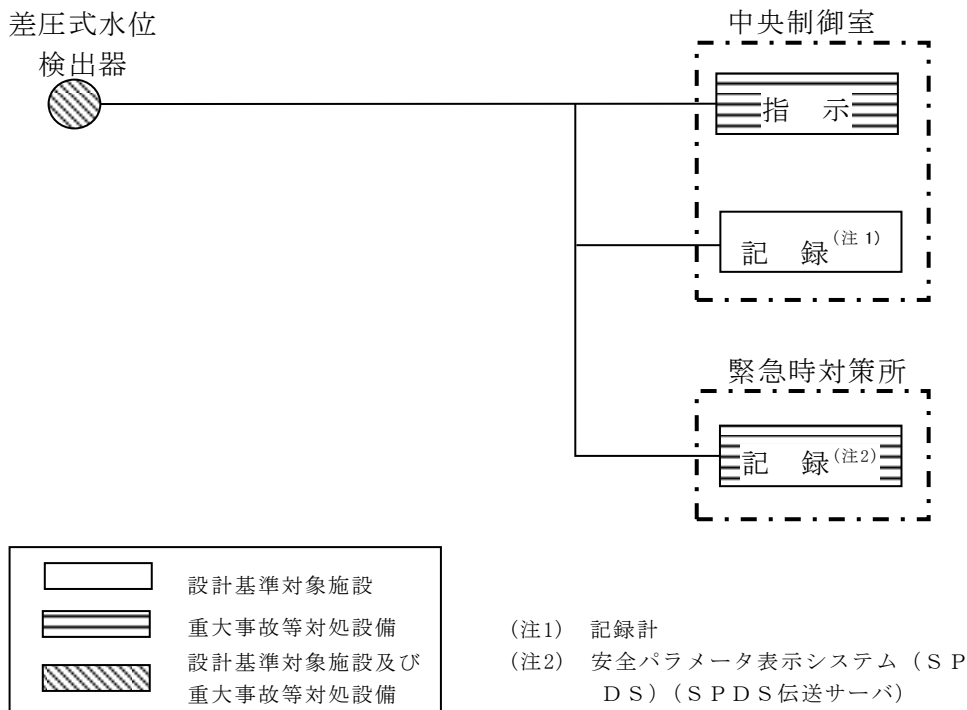 差圧式水位
検出器
中央制御室
指　示
記　録(注1)
緊急時対策所
記　録(注2)
設計基準対象施設
重大事故等対処設備
設計基準対象施設及び
重大事故等対処設備
(注1)　記録計
(注2)　安全パラメータ表示システム（ＳＰ
ＤＳ）（ＳＰＤＳ伝送サーバ）